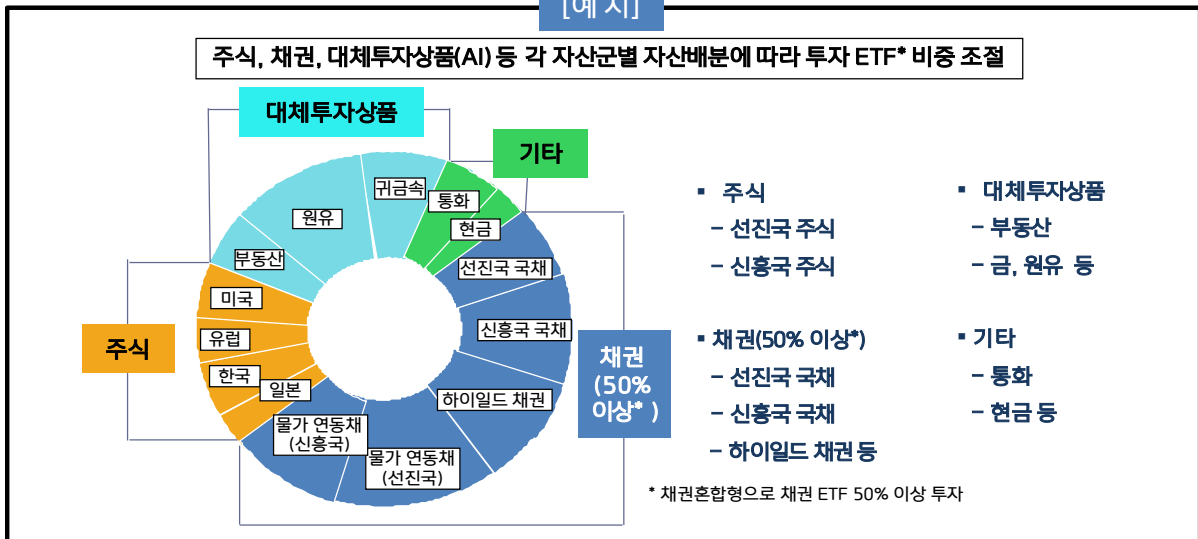 [예 시]
주식, 채권, 대체투자상품(AI) 등 각 자산군별 자산배분에 따라 투자 ETF* 비중 조절
대체투자상품
기타
귀금속
통화
원유
현금
부동산
선진국 국채
미국
신흥국 국채
유럽
주식
한국
일본
하이일드 채권
물가 연동채
(신흥국)
물가 연동채
(선진국)
채권
(50%
이상* )
▪ 주식
– 선진국 주식
– 신흥국 주식
▪ 대체투자상품
– 부동산
– 금, 원유 등
▪ 채권(50% 이상*)
– 선진국 국채
– 신흥국 국채
– 하이일드 채권 등
▪ 기타
– 통화
– 현금 등
* 채권혼합형으로 채권 ETF 50% 이상 투자